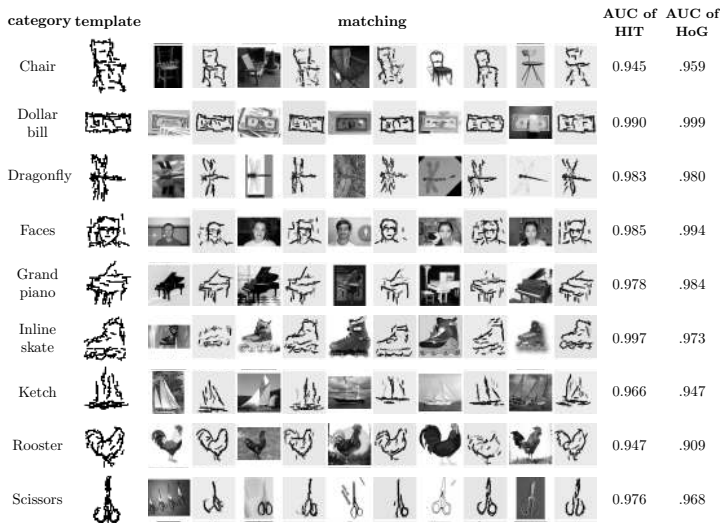 category template matching AUC of HIT AUC of HoG
Chair 0.945 .959
Dollar bill 0.990 .999
Dragonfly 0.983 .980
Faces 0.985 .994
Grand piano 0.978 .984
Inline skate 0.997 .973
Ketch 0.966 .947
Rooster 0.947 .909
Scissors 0.976 .968